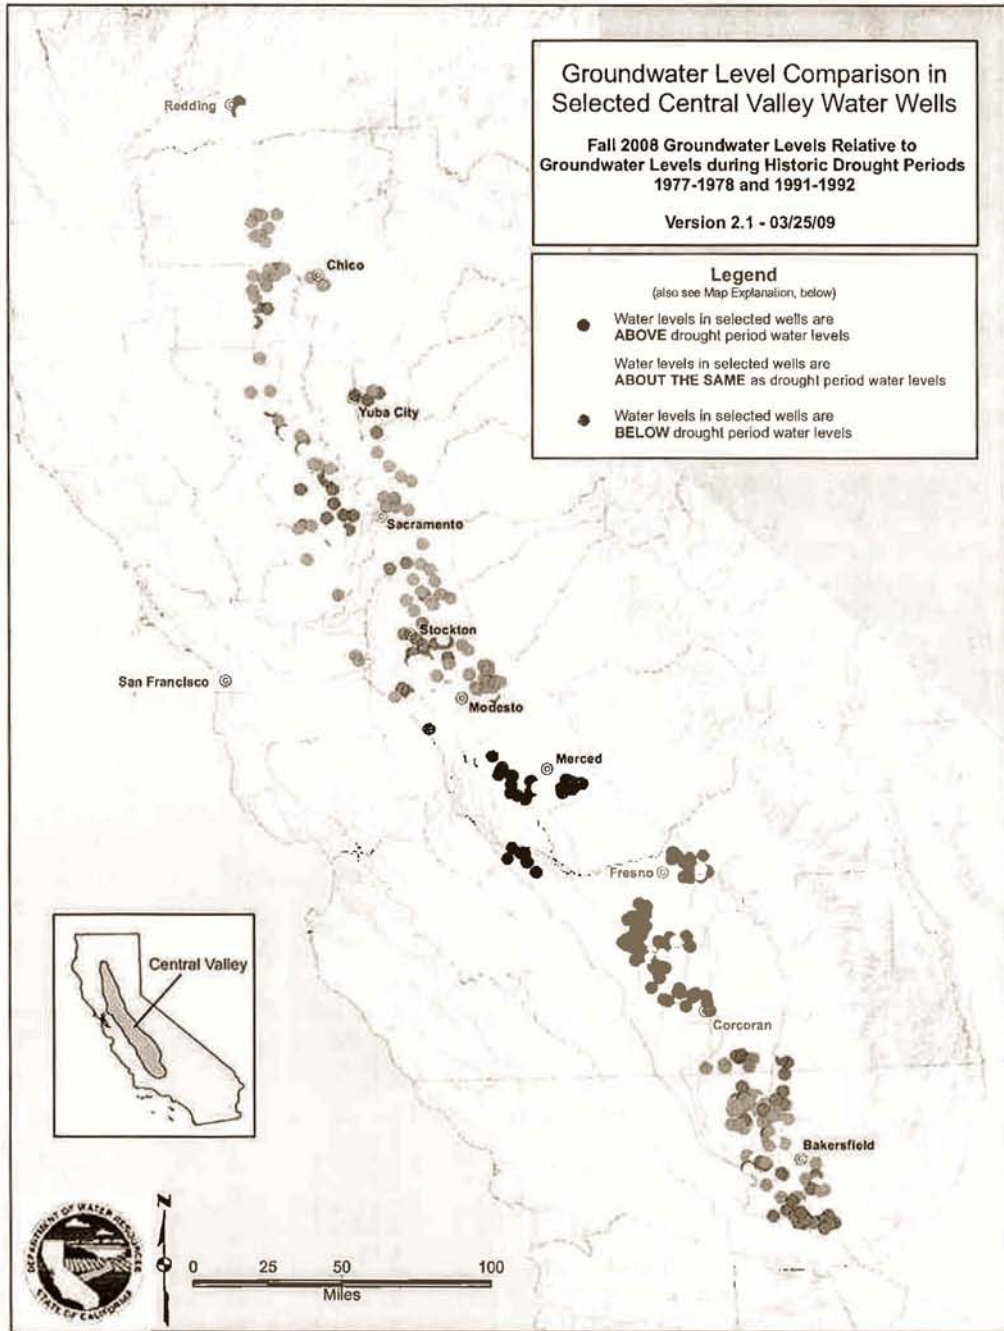 Groundwater Level Comparison in
Selected Central Valley Water Wells
Fall 2008 Groundwater Levels Relative to
Groundwater Levels during Historic Drought Periods
1977-1978 and 1991-1992
Version 2.1 - 03/25/09
Legend
(also see Map Explanation, below)
Water levels in selected wells are
ABOVE drought period water levels
Water levels in selected wells are
ABOUT THE SAME as drought period water levels
Water levels in selected wells are
BELOW drought period water levels
Redding
Chico
Yuba City
Sacramento
Stockton
San Francisco
Modesto
Merced
Fresno
Corcoran
Bakersfield
Central Valley
DEPARTMENT OF WATER RESOURCES
STATE OF CALIFORNIA
N
0 25 50 100
Miles